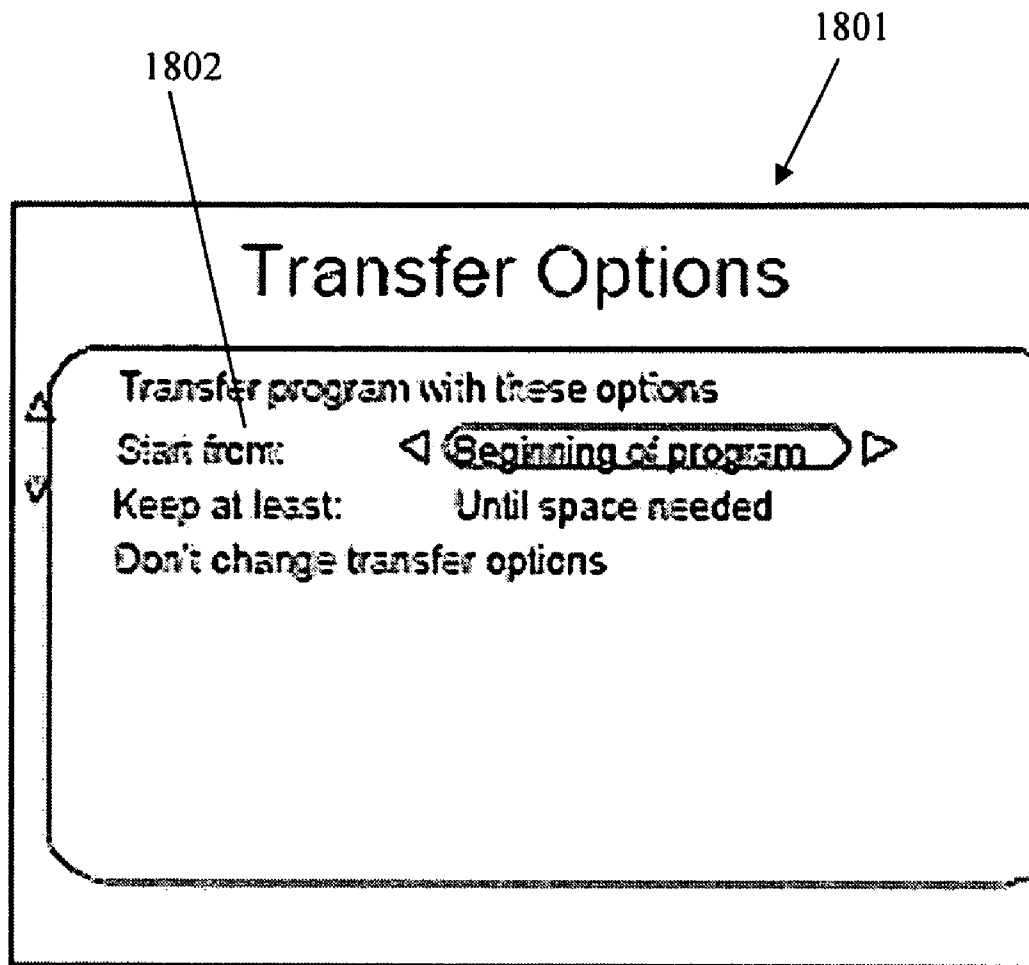 1801
1802
Transfer Options
Transfer program with these options
Start from: Beginning of program
Keep at least: Until space needed
Don't change transfer options